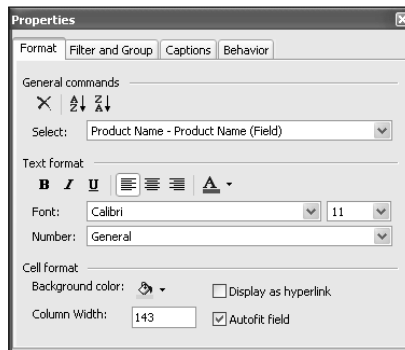 Properties
Format Filter and Group Captions Behavior
General commands
Select: Product Name - Product Name (Field)
Text format
B I U A
Font: Calibri 11
Number: General
Cell format
Background color: Display as hyperlink
Column Width: 143 Autofit field